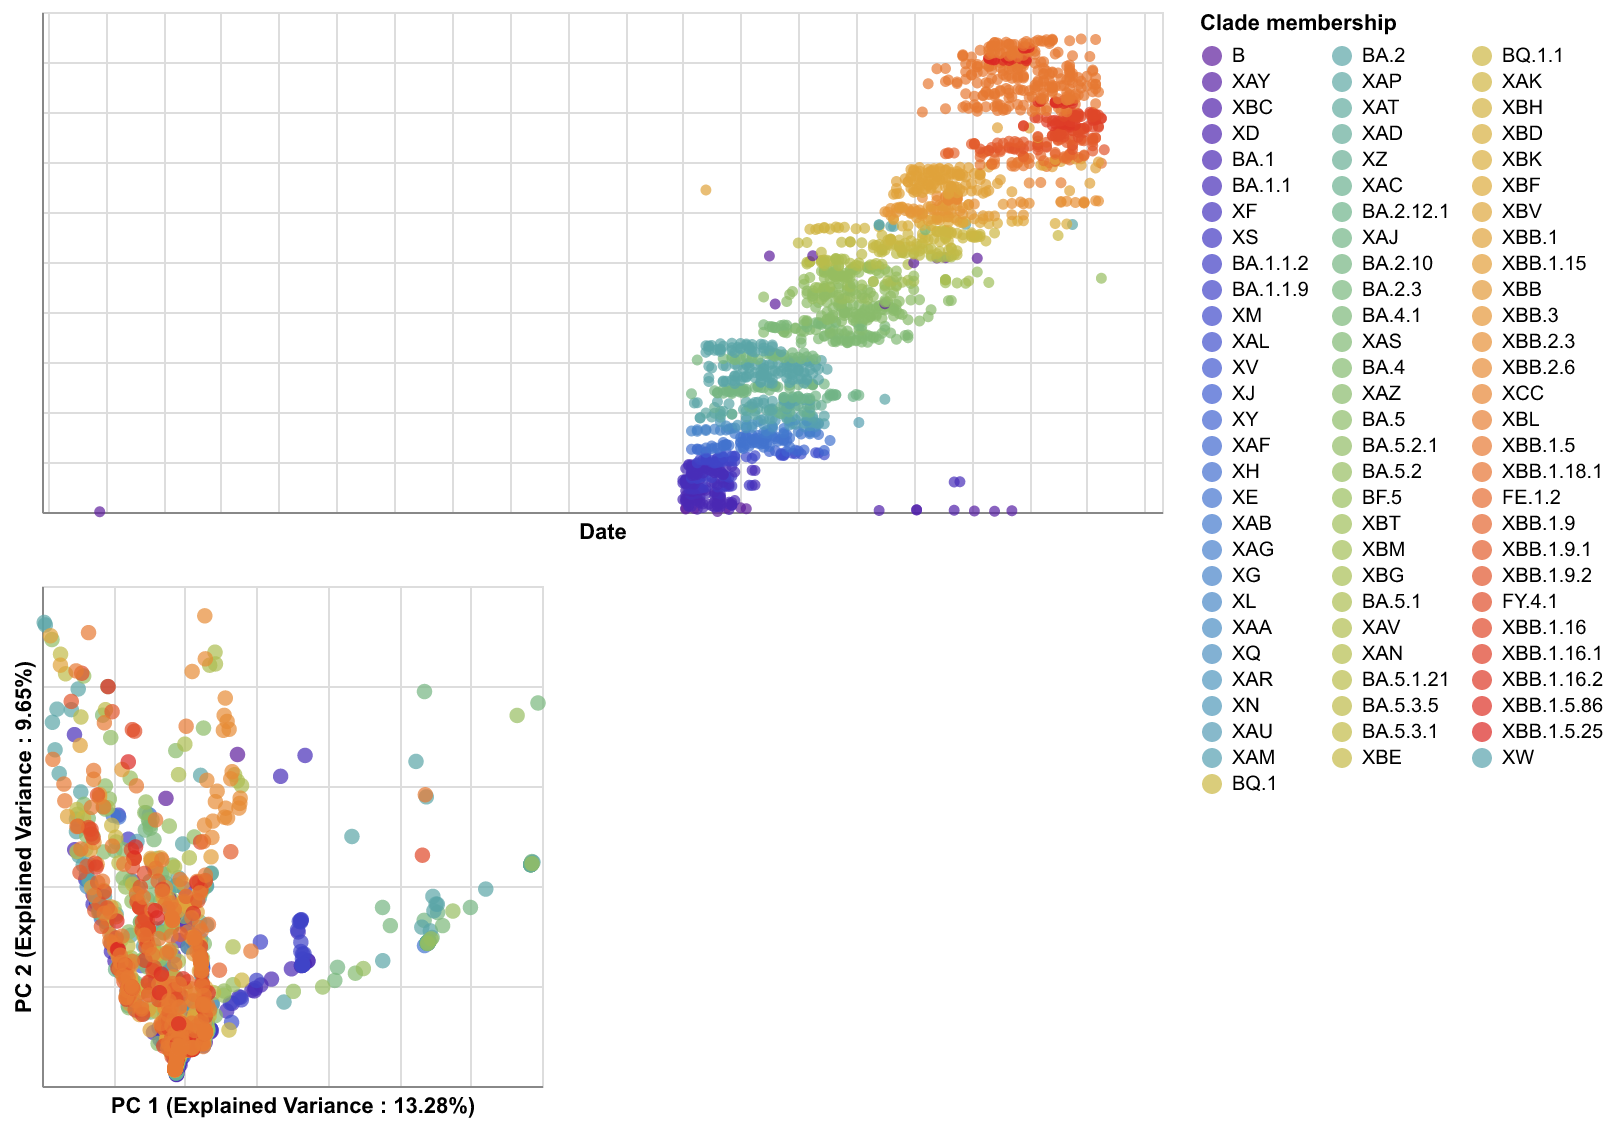 Clade membership
B
XAY
XBC
XD
BA.1
BA.1.1
XF
XS
BA.1.1.2
BA.1.1.9
XM
XAL
XV
XJ
XY
XAF
XH
XE
XAB
XAG
XG
XL
XAA
XQ
XAR
XN
XAU
XAM
BQ.1
BA.2
XAP
XAT
XAD
XZ
XAC
BA.2.12.1
XAJ
BA.2.10
BA.2.3
BA.4.1
XAS
BA.4
XAZ
BA.5
BA.5.2.1
BA.5.2
BF.5
XBT
XBM
XBG
BA.5.1
XAV
XAN
BA.5.1.21
BA.5.3.5
BA.5.3.1
XBE
BQ.1.1
XAK
XBH
XBD
XBK
XBF
XBV
XBB.1
XBB.1.15
XBB
XBB.3
XBB.2.3
XBB.2.6
XCC
XBL
XBB.1.5
XBB.1.18.1
FE.1.2
XBB.1.9
XBB.1.9.1
XBB.1.9.2
FY.4.1
XBB.1.16
XBB.1.16.1
XBB.1.16.2
XBB.1.5.86
XBB.1.5.25
XW
Date
PC 2 (Explained Variance : 9.65%)
PC 1 (Explained Variance : 13.28%)